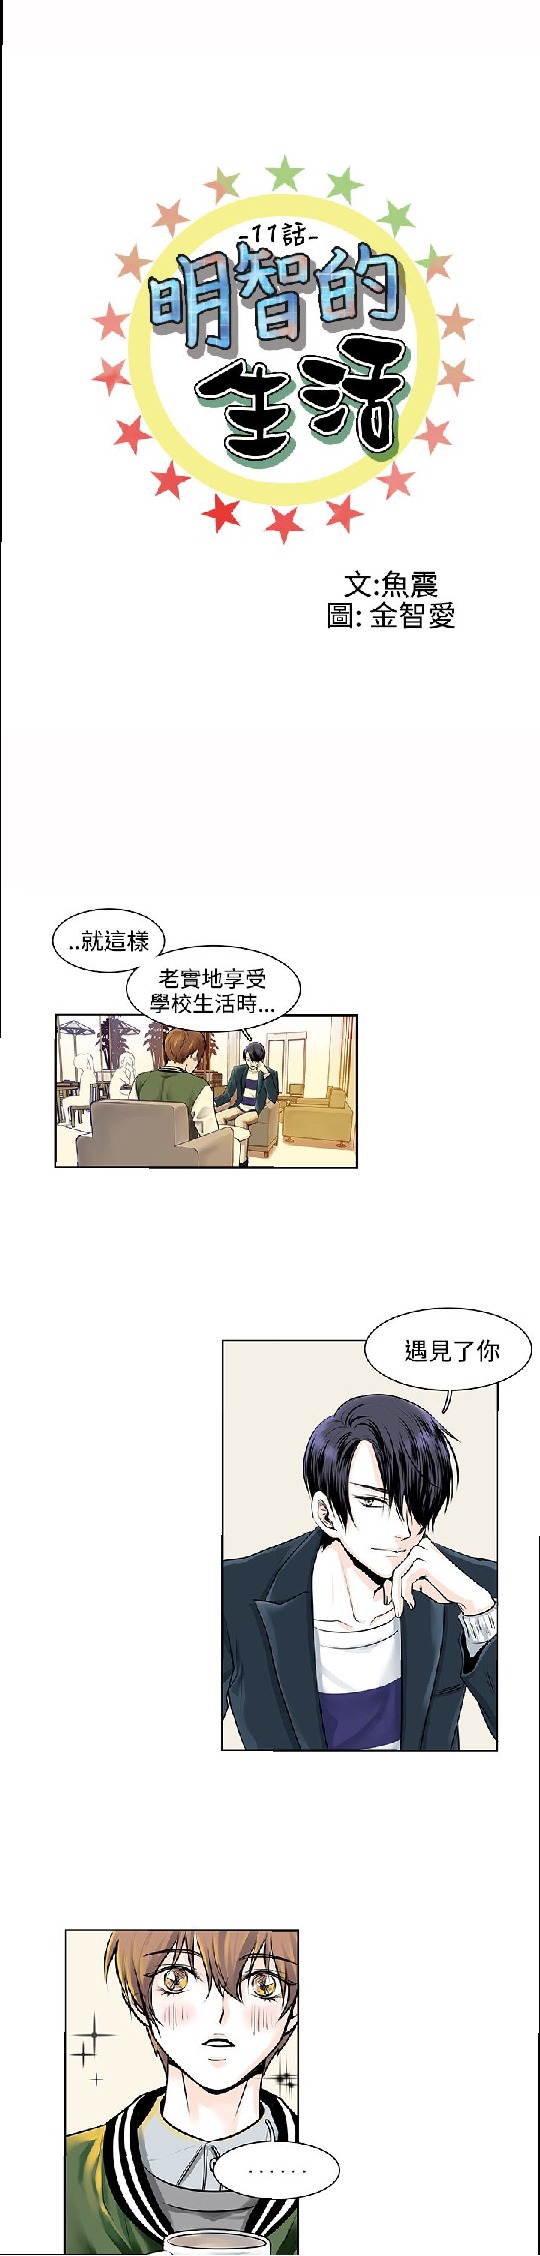 -11話-
明智的
生活
文:魚震
圖: 金智愛
..就這樣
老實地享受
學校生活時...
遇見了你
......